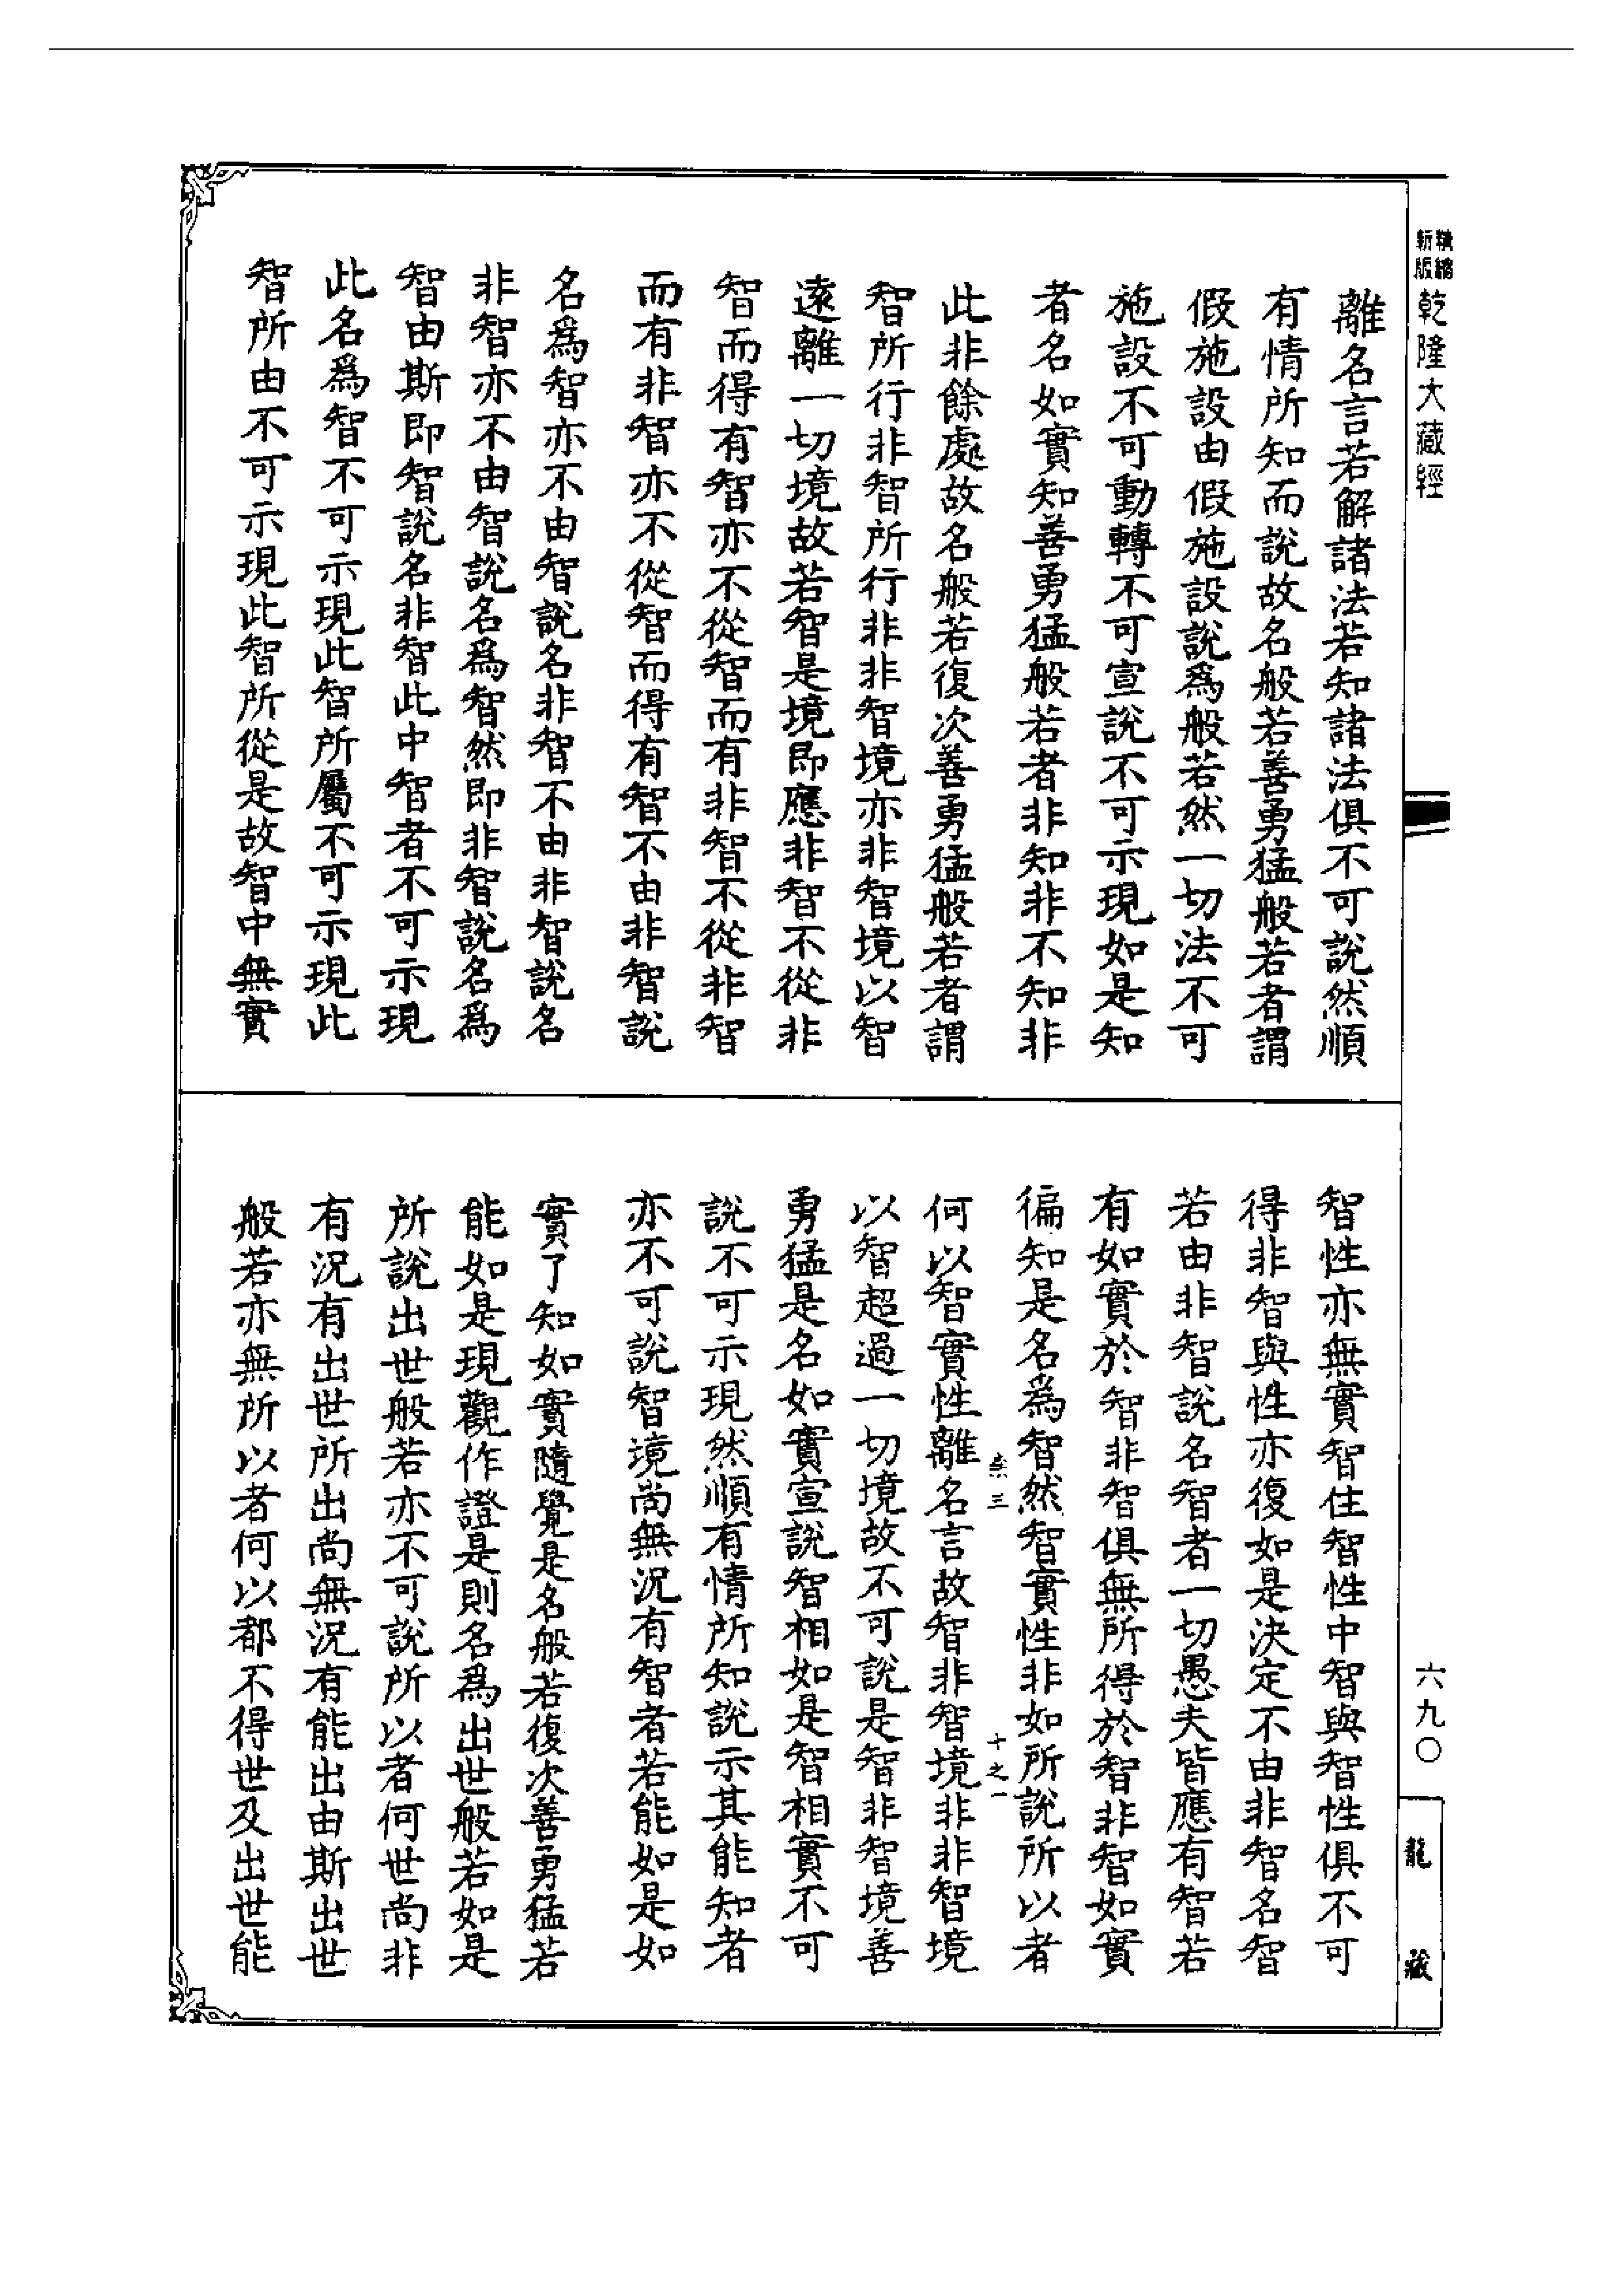 精縮
新版
乾隆大藏經
離名言若解諸法若知諸法俱不可說然順
有情所知而說故名般若善勇猛般若者謂
假施設由假施設說為般若然一切法不可
施設不可動轉不可宣說不可示現如是知
者名如實知善勇猛般若者非知非不知非
此非餘處故名般若復次善勇猛般若者謂
智所行非智所行非非智境亦非智境以智
遠離一切境故若智是境即應非智不從非
智而得有智亦不從智而有非智不從非智
而有非智亦不從智而得有智不由非智說
名為智亦不由智說名非智不由非智說名
非智亦不由智說名為智然即非智說名為
智由斯即智說名非智此中智者不可示現
此名為智不可示現此智所屬不可示現此
智所由不可示現此智所從是故智中無實
智性亦無實智住智性中智與智性俱不可
得非智與性亦復如是決定不由非智名智
若由非智說名智者一切愚夫皆應有智若
有如實於智非智俱無所得於智非智如實
徧知是名為智然智實性非如所說所以者
何以智實性離名言故智非智境非非智境
以智超過一切境故不可說是智非智境善
勇猛是名如實宣說智相如是智相實不可
說不可示現然順有情所知說示其能知者
亦不可說智境尚無況有智者若能如是如
實了知如實隨覺是名般若復次善勇猛若
能如是現觀作證是則名為出世般若如是
所說出世般若亦不可說所以者何世尚非
有況有出世所出尚無況有能出由斯出世
般若亦無所以者何以都不得世及出世能
三
十之一
六九〇
龍藏